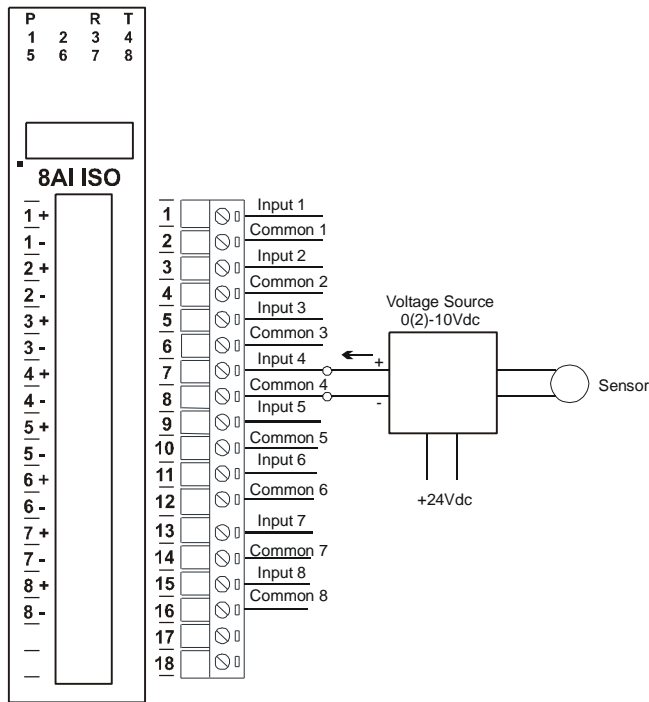 P R T
1 2 3 4
5 6 7 8
8AI ISO
1 +
1 -
2 +
2 -
3 +
3 -
4 +
4 -
5 +
5 -
6 +
6 -
7 +
7 -
8 +
8 -
1 Input 1
2 Common 1
3 Input 2
4 Common 2
5 Input 3
6 Common 3
7 Input 4
8 Common 4
9 Input 5
10 Common 5
11 Input 6
12 Common 6
13 Input 7
14 Common 7
15 Input 8
16 Common 8
17
18
Voltage Source
0(2)-10Vdc
+
-
Sensor
+24Vdc